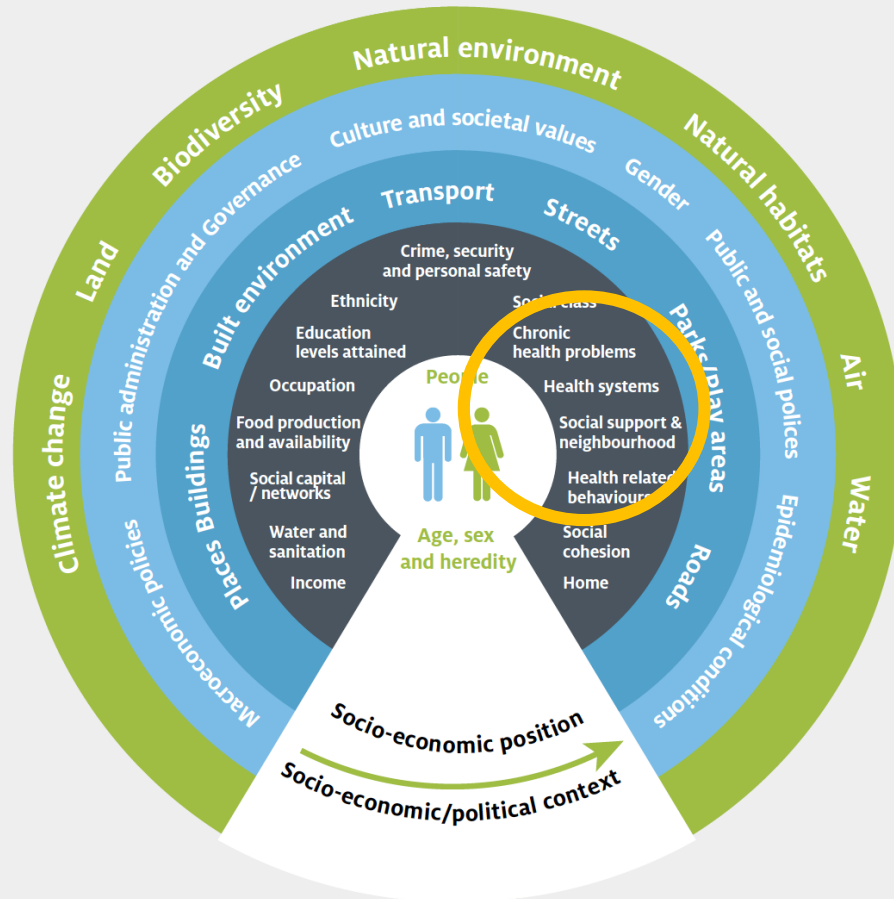 Natural environment
Biodiversity
Land
Climate change
Natural habitats
Air
Water
Culture and societal values
Public administration and Governance
Macroeconomic policies
Gender
Public and social polices
Epidemiological conditions
Transport
Built environment
Places Buildings
Streets
Parks/play areas
Roads
Crime, security
and personal safety
Ethnicity
Education
levels attained
Occupation
Food production
and availability
Social capital
/ networks
Water and
sanitation
Income
Social class
Chronic
health problems
Health systems
Social support &
neighbourhood
Health related
behaviours
Social
cohesion
Home
People
Age, sex
and heredity
Socio-economic position
Socio-economic/political context